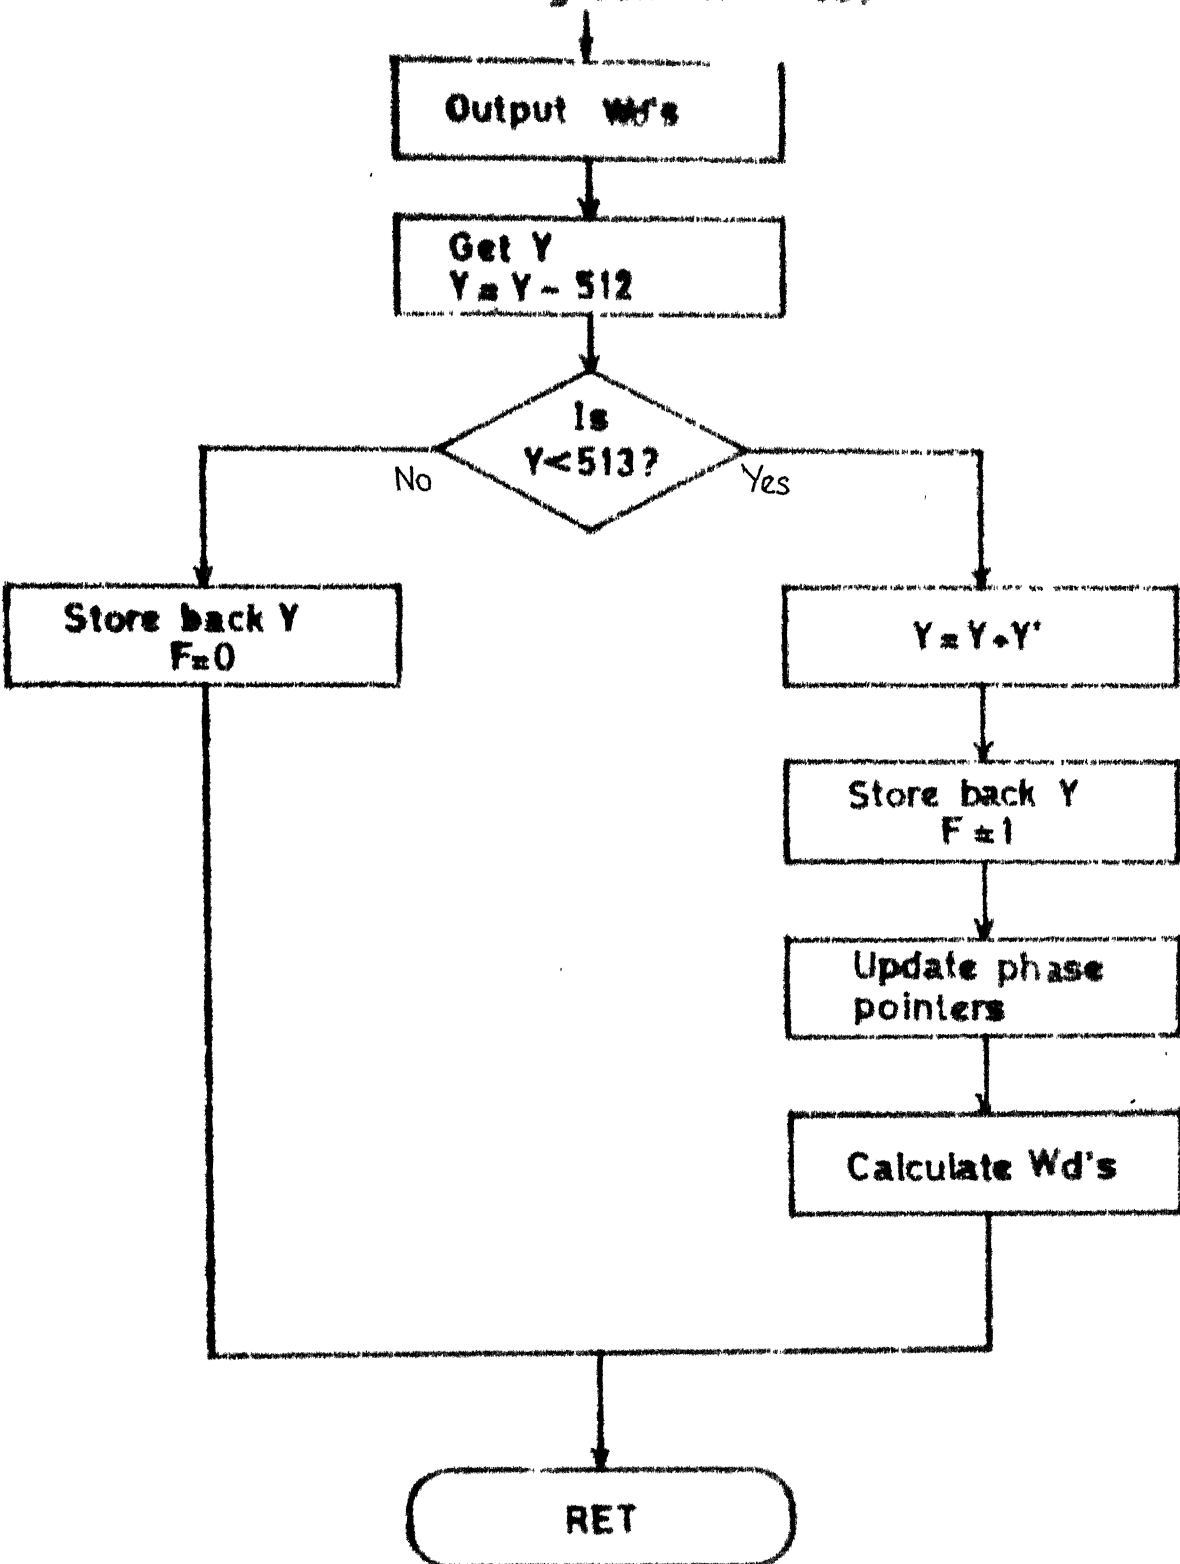 Output Wd's
Get Y
Y = Y - 512
Is
Y<513?
No
Yes
Store back Y
F=0
Y = Y + Y'
Store back Y
F = 1
Update phase
pointers
Calculate Wd's
RET